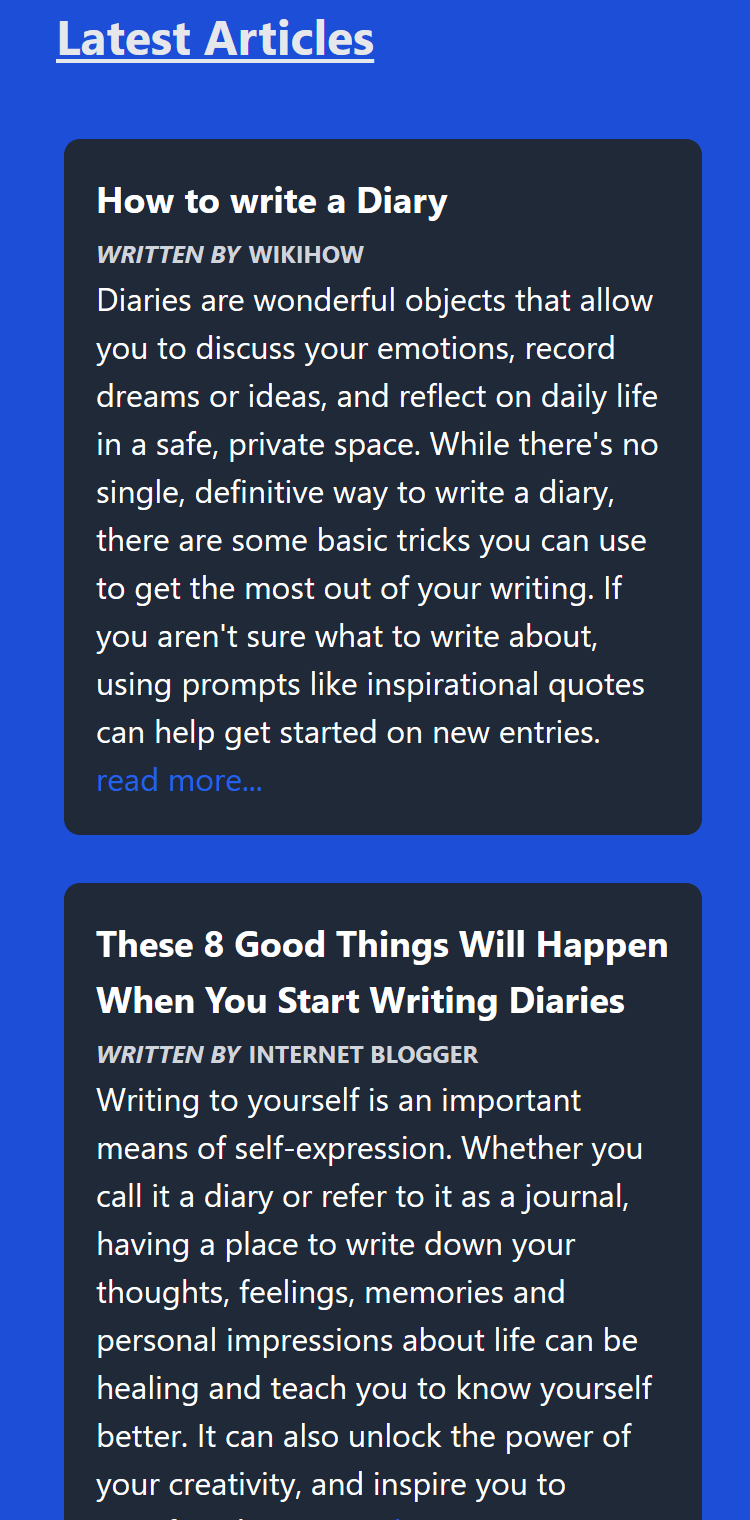 Latest Articles
How to write a Diary
WRITTEN BY WIKIHOW
Diaries are wonderful objects that allow
you to discuss your emotions, record
dreams or ideas, and reflect on daily life
in a safe, private space. While there's no
single, definitive way to write a diary,
there are some basic tricks you can use
to get the most out of your writing. If
you aren't sure what to write about,
using prompts like inspirational quotes
can help get started on new entries.
read more...
These 8 Good Things Will Happen
When You Start Writing Diaries
WRITTEN BY INTERNET BLOGGER
Writing to yourself is an important
means of self-expression. Whether you
call it a diary or refer to it as a journal,
having a place to write down your
thoughts, feelings, memories and
personal impressions about life can be
healing and teach you to know yourself
better. It can also unlock the power of
your creativity, and inspire you to